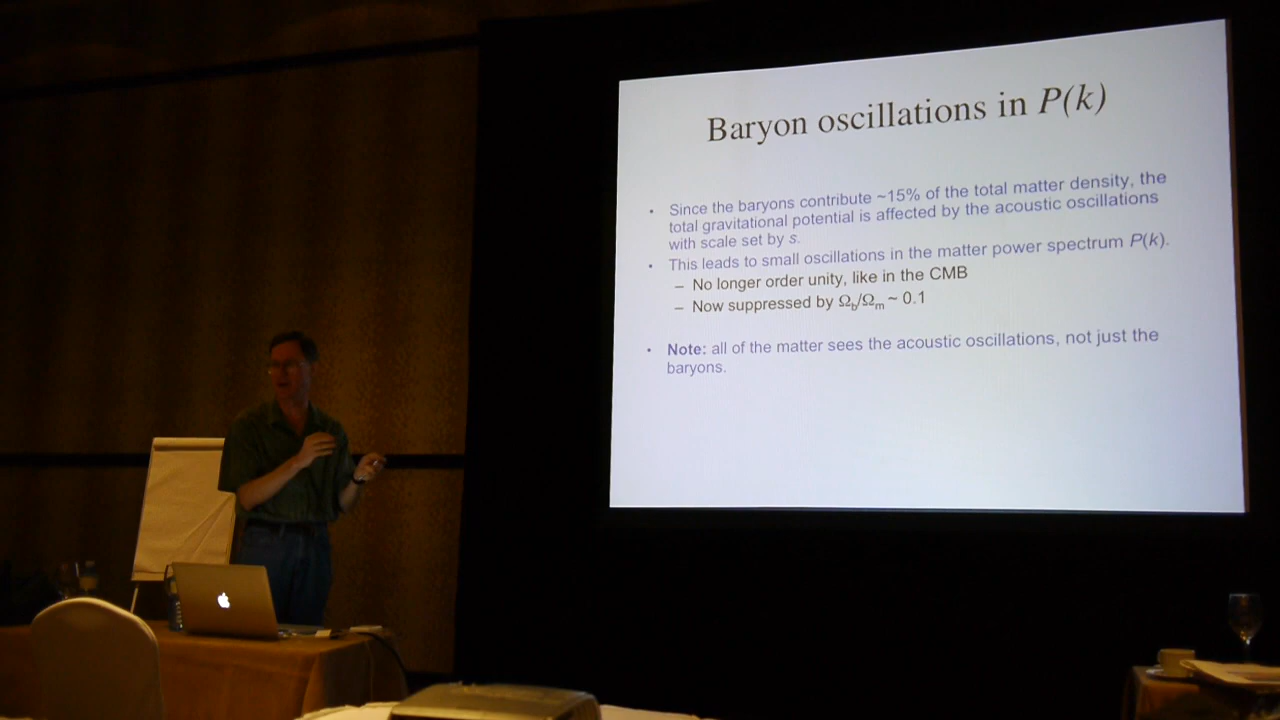 Baryon oscillations in P(k)
• Since the baryons contribute ~15% of the total matter density, the
total gravitational potential is affected by the acoustic oscillations
with scale set by s.
• This leads to small oscillations in the matter power spectrum P(k).
– No longer order unity, like in the CMB
– Now suppressed by Ωb/Ωm ~ 0.1
• Note: all of the matter sees the acoustic oscillations, not just the
baryons.